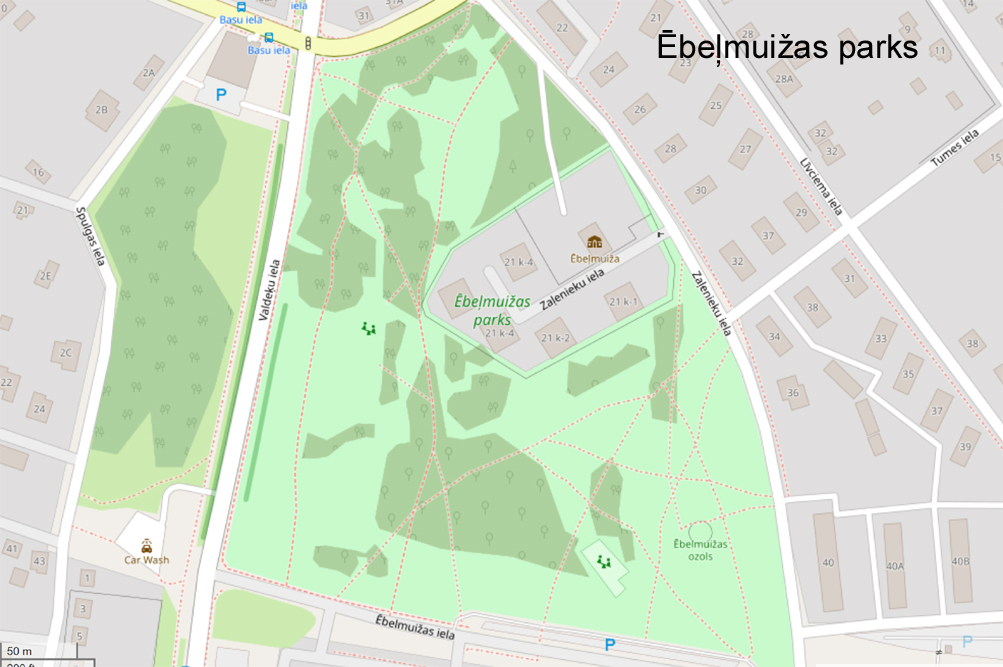 Ēbeļmuižas parks
Basu iela
iela
Basu iela
31
31A
22
21
28
9
11
23
24
28A
2A
P
2B
26
25
32
32
27
28
Tumes iela
15
16
30
Līvciema iela
21
29
37
Spulgas iela
Ēbeļmuiža
21 k-4
32
2E
Valdeku iela
Zalenieku iela
31
Zalenieku iela
Ēbeļmuižas
parks
21 k-1
38
21 k-4
21 k-2
34
33
38
2C
35
22
36
24
37
39
Ēbeļmuižas
ozols
41
43
Car Wash
40
40A
40B
1
3
5
Ēbeļmuižas iela
P
P
50 m